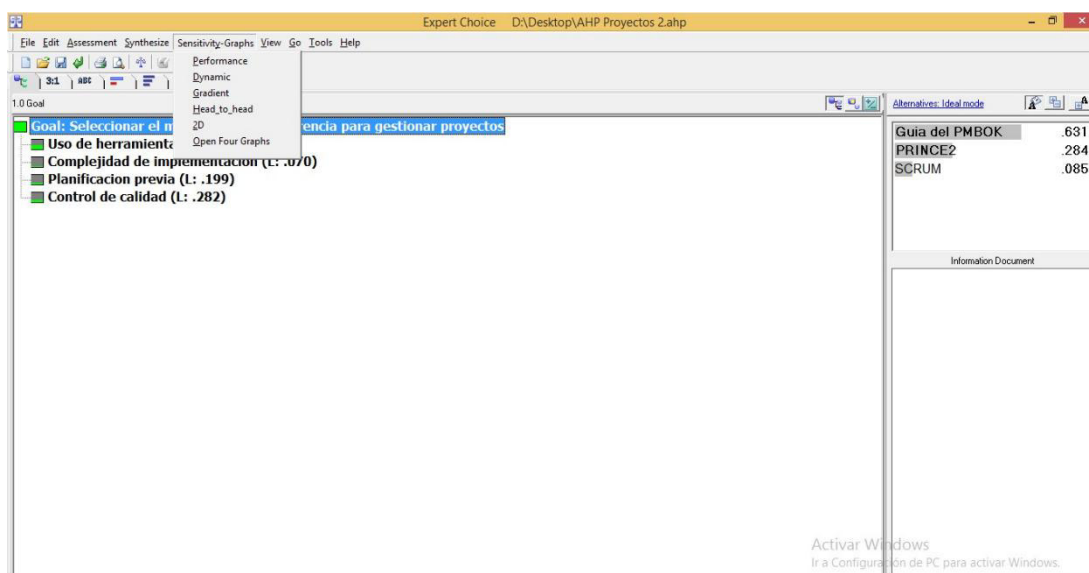 Expert Choice D:\Desktop\AHP Proyectos 2.ahp
File Edit Assessment Synthesize Sensitivity-Graphs View Go Tools Help
Performance
Dynamic
Gradient
Head_to_head
2D
Open Four Graphs
3:1 ABC
1.0 Goal
Alternatives: Ideal mode
Goal: Seleccionar el m rencia para gestionar proyectos
Uso de herramienta
Complejidad de implementacion (L: .070)
Planificacion previa (L: .199)
Control de calidad (L: .282)
Guia del PMBOK .631
PRINCE2 .284
SCRUM .085
Information Document
Activar Windows
Ir a Configuración de PC para activar Windows.